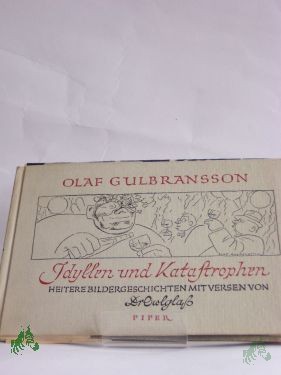 OLAF GULBRANSSON
Idyllen und Katastrophen
HEITERE BILDERGESCHICHTEN MIT VERSEN VON
Dr Owlglaß
PIPER